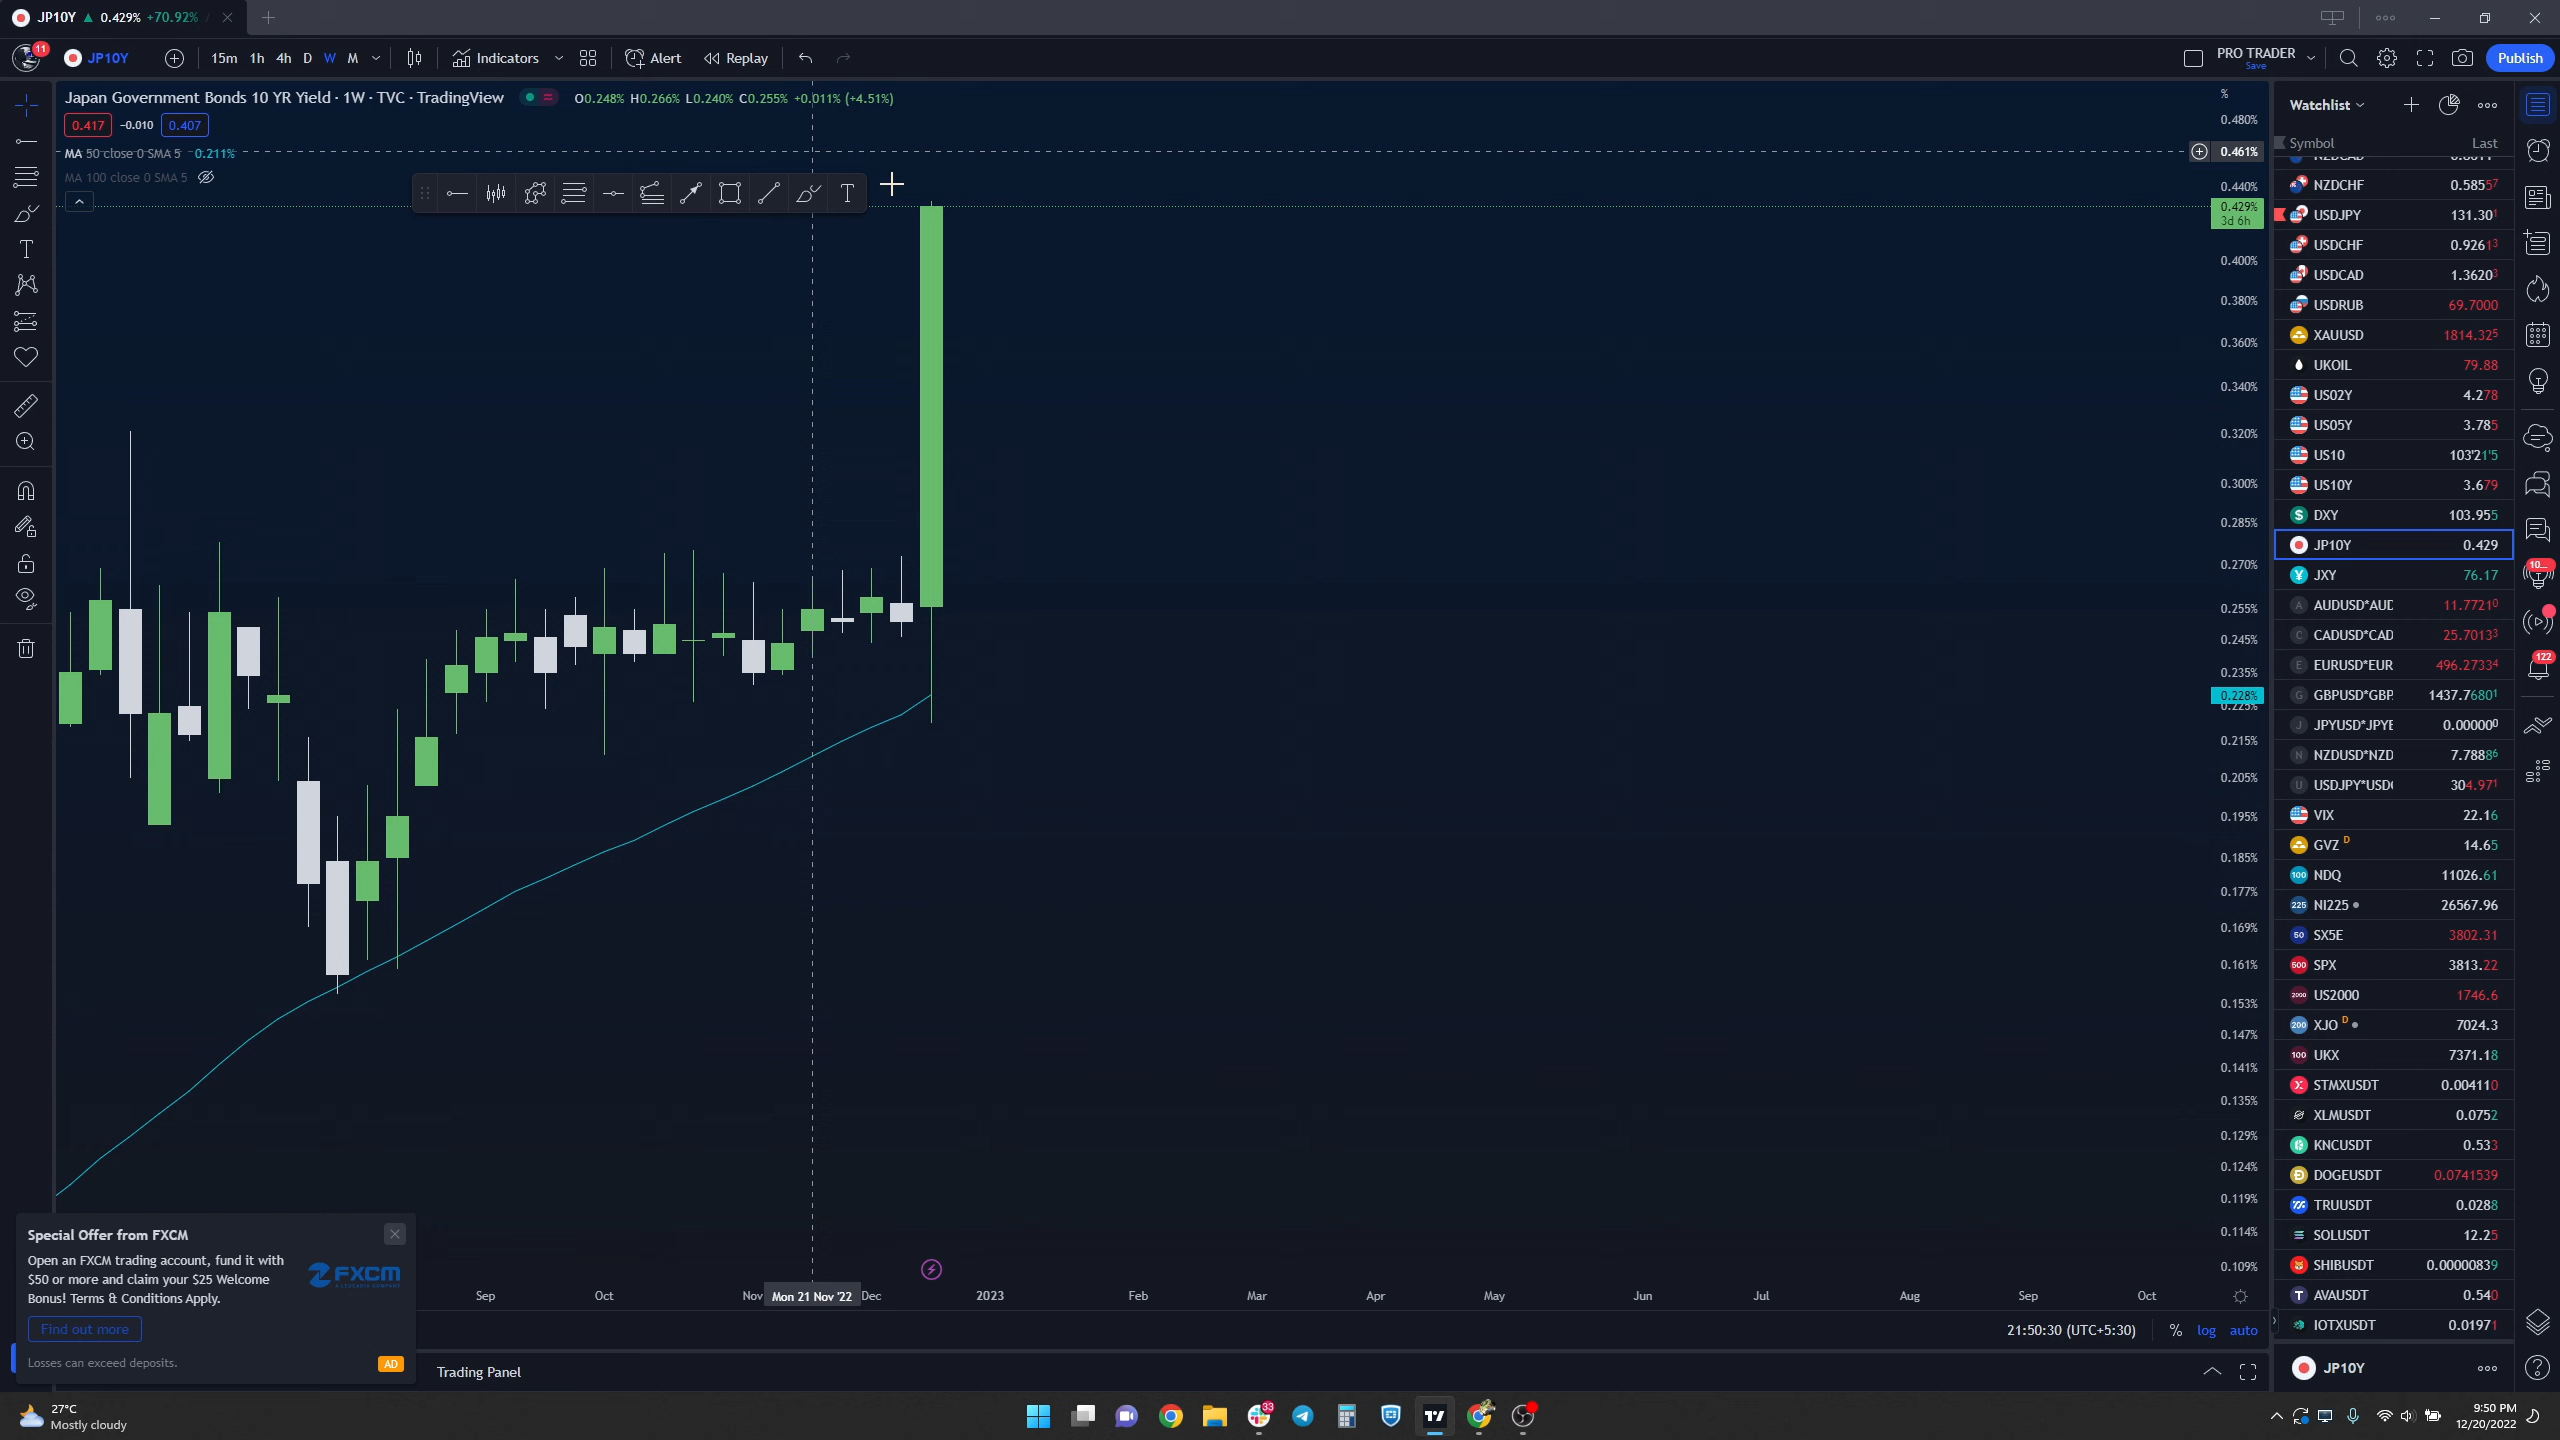 JP10Y ▲ 0.429% +70.92% /
11
JP10Y
15m 1h 4h D W M
Indicators
Alert
Replay
PRO TRADER
Save
Publish
Japan Government Bonds 10 YR Yield · 1W · TVC · TradingView
O0.248% H0.266% L0.240% C0.255% +0.011% (+4.51%)
0.417 −0.010 0.407
MA 50 close 0 SMA 5 0.211%
MA 100 close 0 SMA 5
%
0.480%
0.461%
0.440%
0.429%
3d 6h
0.400%
0.380%
0.360%
0.340%
0.320%
0.300%
0.285%
0.270%
0.255%
0.245%
0.235%
0.228%
0.225%
0.215%
0.205%
0.195%
0.185%
0.177%
0.169%
0.161%
0.153%
0.147%
0.141%
0.135%
0.129%
0.124%
0.119%
0.114%
0.109%
Sep Oct Nov Mon 21 Nov '22 Dec 2023 Feb Mar Apr May Jun Jul Aug Sep Oct
21:50:30 (UTC+5:30) % log auto
Trading Panel
Special Offer from FXCM
Open an FXCM trading account, fund it with
$50 or more and claim your $25 Welcome
Bonus! Terms & Conditions Apply.
FXCM
Find out more
Losses can exceed deposits.
AD
Watchlist
Symbol Last
NZDCHF 0.58557
USDJPY 131.301
USDCHF 0.92613
USDCAD 1.36203
USDRUB 69.7000
XAUUSD 1814.325
UKOIL 79.88
US02Y 4.278
US05Y 3.785
US10 103'21'5
US10Y 3.679
DXY 103.955
JP10Y 0.429
JXY 76.17
AUDUSD*AUD 11.77210
CADUSD*CAD 25.70133
EURUSD*EUR 496.27334
GBPUSD*GBP 1437.76801
JPYUSD*JPYE 0.000000
NZDUSD*NZD 7.78886
USDJPY*USD 304.971
VIX 22.16
GVZ D 14.65
NDQ 11026.61
NI225 26567.96
SX5E 3802.31
SPX 3813.22
US2000 1746.6
XJO D 7024.3
UKX 7371.18
STMXUSDT 0.004110
XLMUSDT 0.0752
KNCUSDT 0.533
DOGEUSDT 0.0741539
TRUUSDT 0.0288
SOLUSDT 12.25
SHIBUSDT 0.00000839
AVAUSDT 0.540
IOTXUSDT 0.01971
JP10Y
10...
122
27°C
Mostly cloudy
33
9:50 PM
12/20/2022